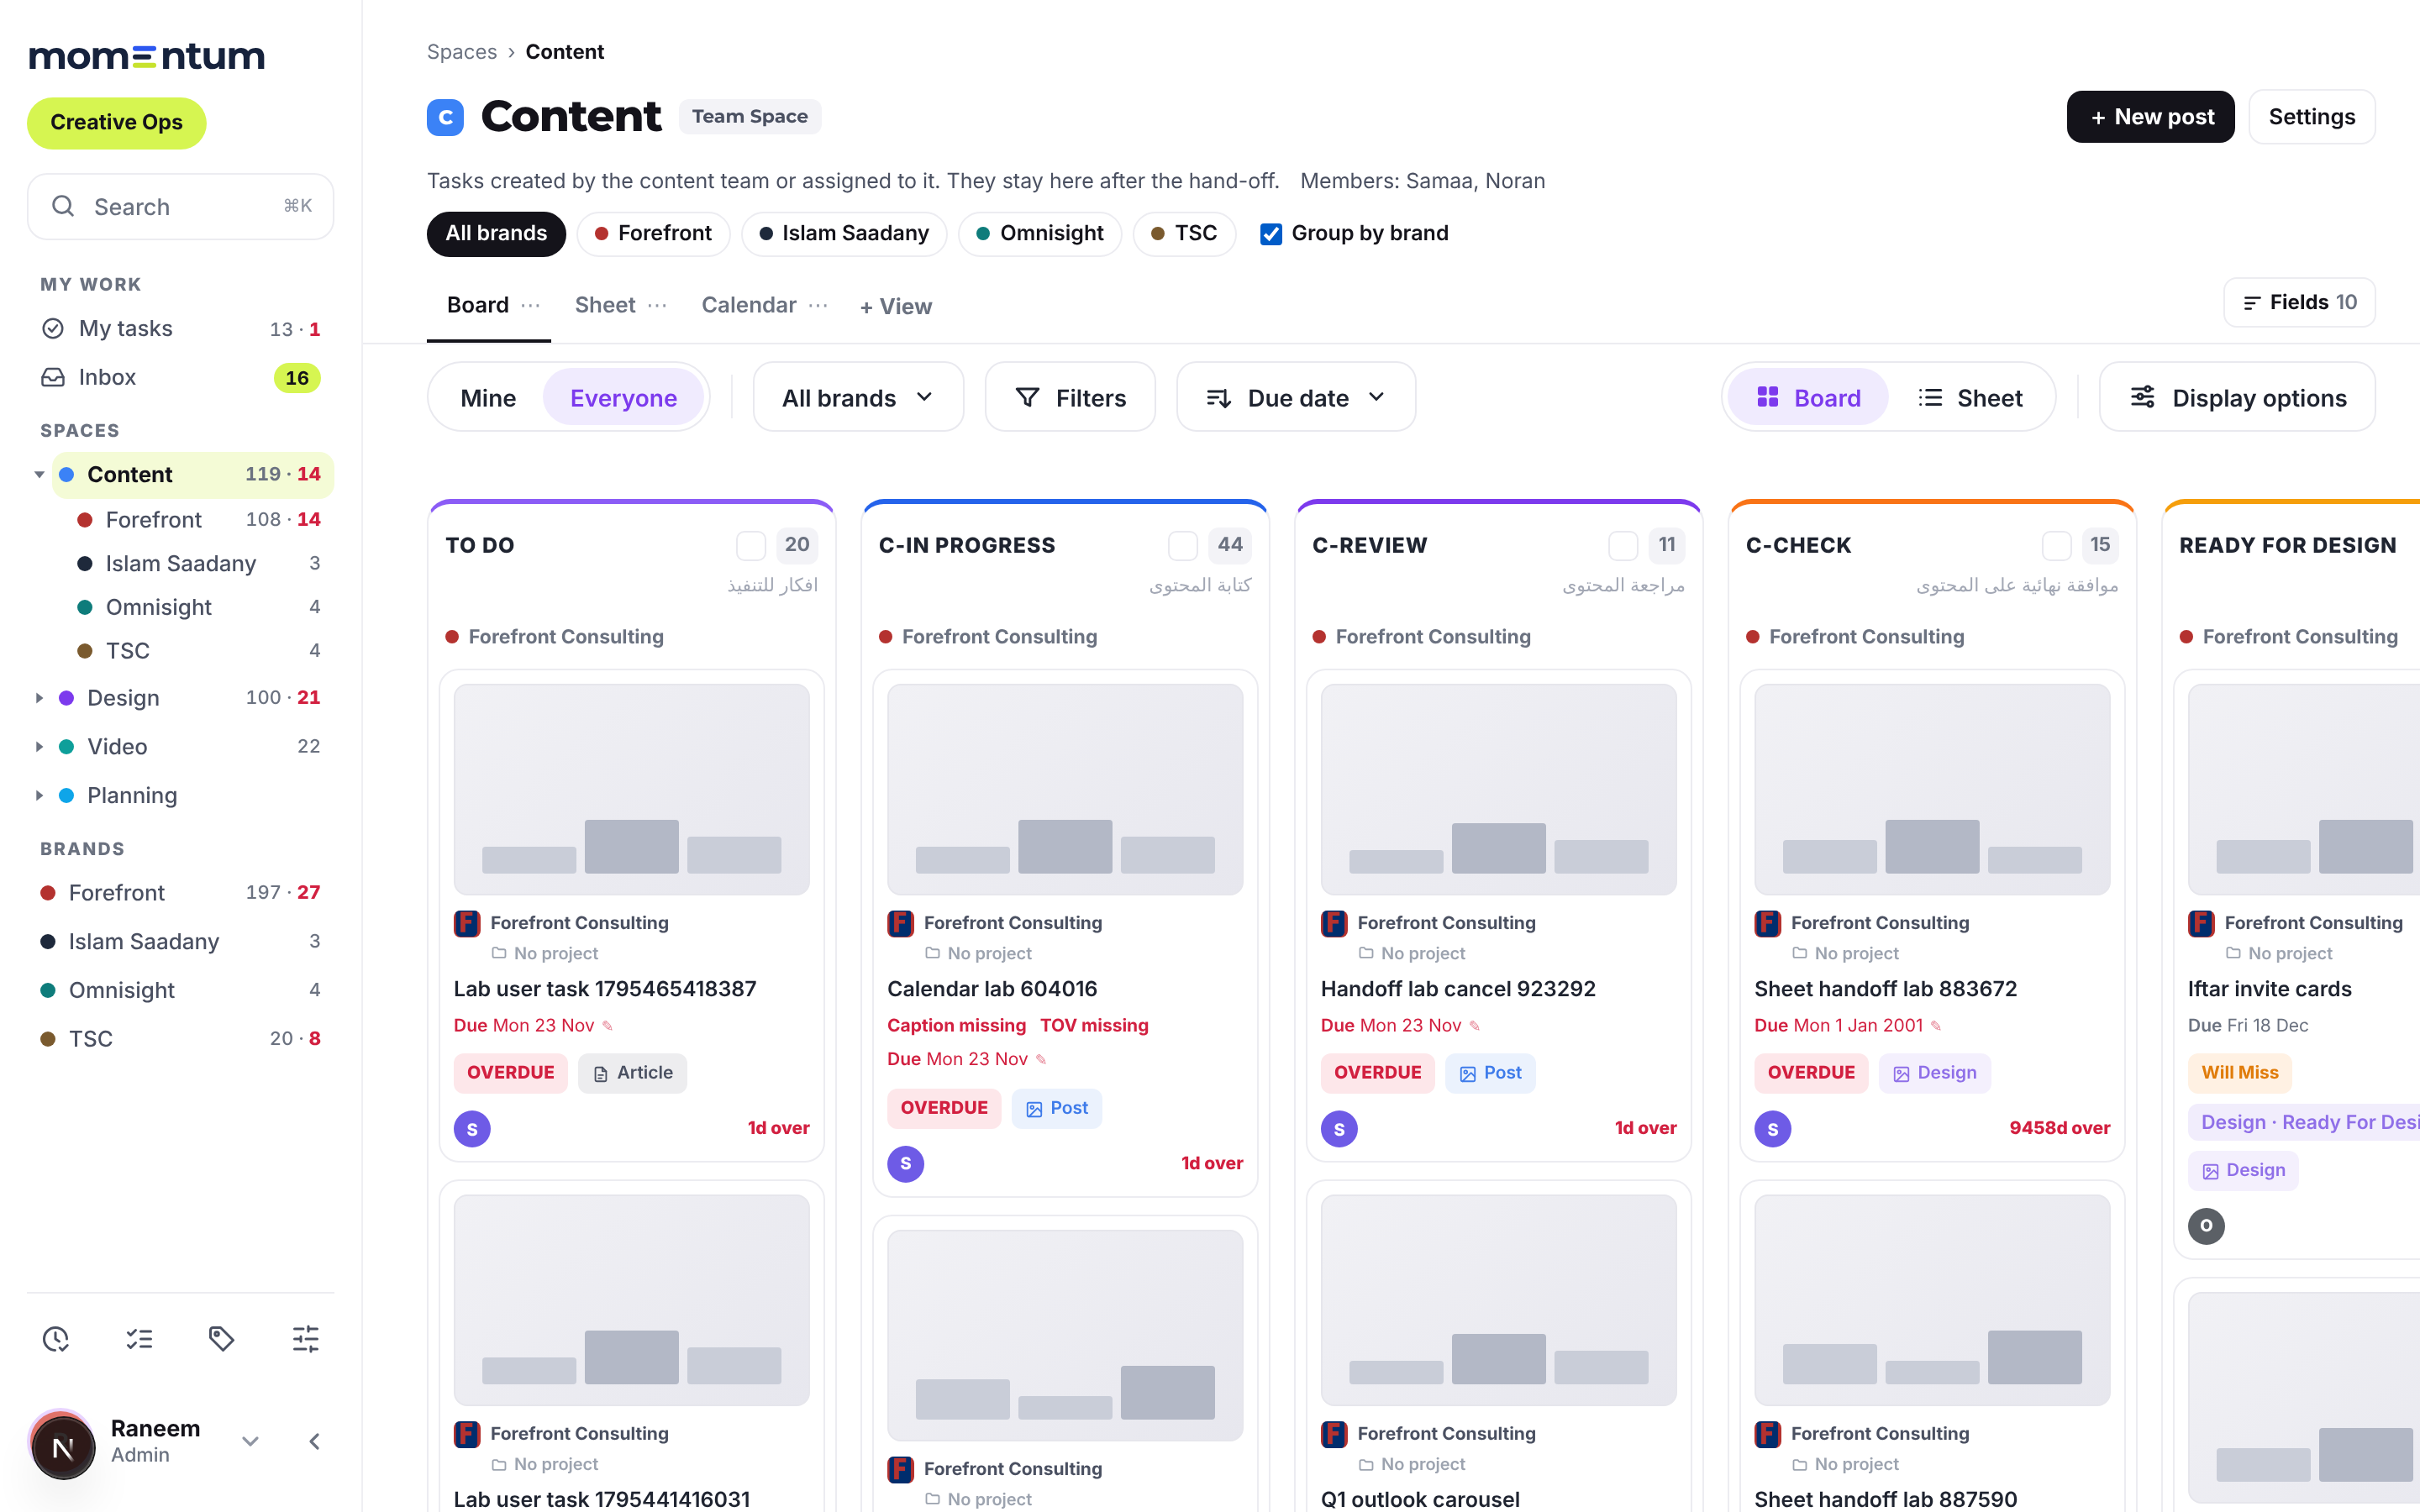 momentum
Creative Ops
Search ⌘K
MY WORK
My tasks 13 · 1
Inbox 16
SPACES
Content 119 · 14
Forefront 108 · 14
Islam Saadany 3
Omnisight 4
TSC 4
Design 100 · 21
Video 22
Planning
BRANDS
Forefront 197 · 27
Islam Saadany 3
Omnisight 4
TSC 20 · 8
N
Raneem
Admin
Spaces › Content
C Content Team Space
+ New post Settings
Tasks created by the content team or assigned to it. They stay here after the hand-off. Members: Samaa, Noran
All brands Forefront Islam Saadany Omnisight TSC Group by brand
Board ··· Sheet ··· Calendar ··· + View
Fields 10
Mine Everyone All brands Filters Due date Board Sheet Display options
TO DO 20
افكار للتنفيذ
Forefront Consulting
F Forefront Consulting
No project
Lab user task 1795465418387
Due Mon 23 Nov
OVERDUE Article
S 1d over
F Forefront Consulting
No project
Lab user task 1795441416031
C-IN PROGRESS 44
كتابة المحتوى
Forefront Consulting
F Forefront Consulting
No project
Calendar lab 604016
Caption missing TOV missing
Due Mon 23 Nov
OVERDUE Post
S 1d over
F Forefront Consulting
No project
C-REVIEW 11
مراجعة المحتوى
Forefront Consulting
F Forefront Consulting
No project
Handoff lab cancel 923292
Due Mon 23 Nov
OVERDUE Post
S 1d over
F Forefront Consulting
No project
Q1 outlook carousel
C-CHECK 15
موافقة نهائية على المحتوى
Forefront Consulting
F Forefront Consulting
No project
Sheet handoff lab 883672
Due Mon 1 Jan 2001
OVERDUE Design
S 9458d over
F Forefront Consulting
No project
Sheet handoff lab 887590
READY FOR DESIGN
Forefront Consulting
F Forefront Consulting
No project
Iftar invite cards
Due Fri 18 Dec
Will Miss
Design · Ready For Desi
Design
O